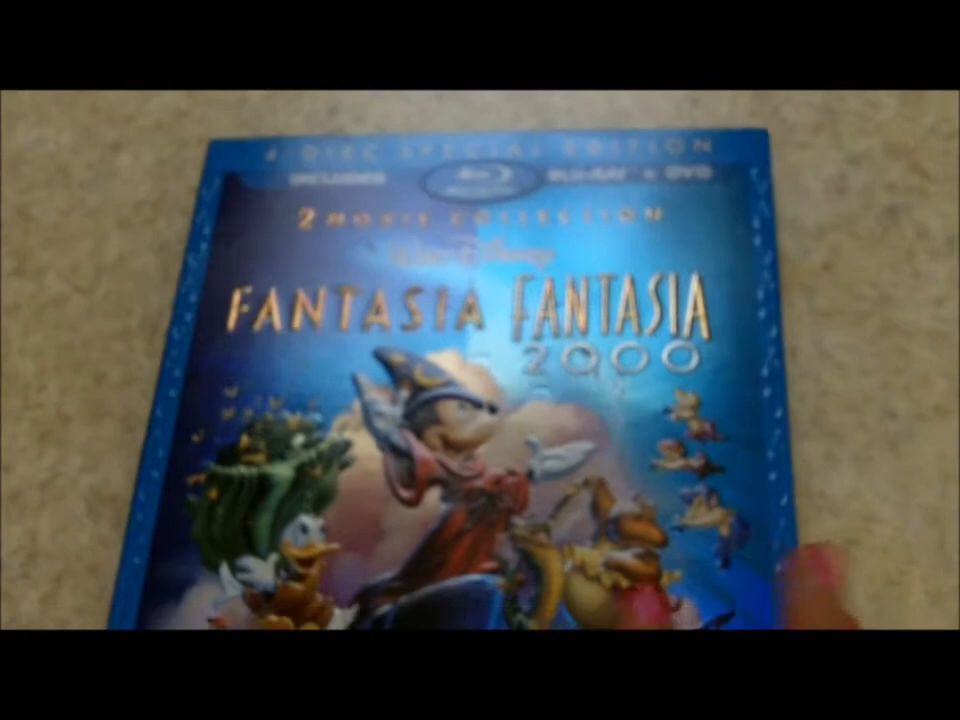 4 DISC SPECIAL EDITION
INCLUDES BLU-RAY + DVD
2 MOVIE COLLECTION
Walt Disney
FANTASIA FANTASIA
2000